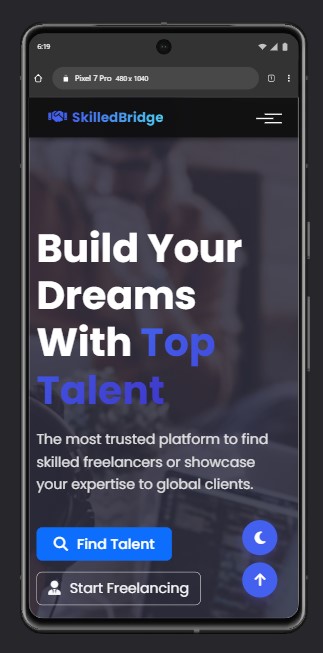 6:19
Pixel 7 Pro 480 x 1040
SkilledBridge
Build Your
Dreams
With Top
Talent
The most trusted platform to find
skilled freelancers or showcase
your expertise to global clients.
Find Talent
Start Freelancing